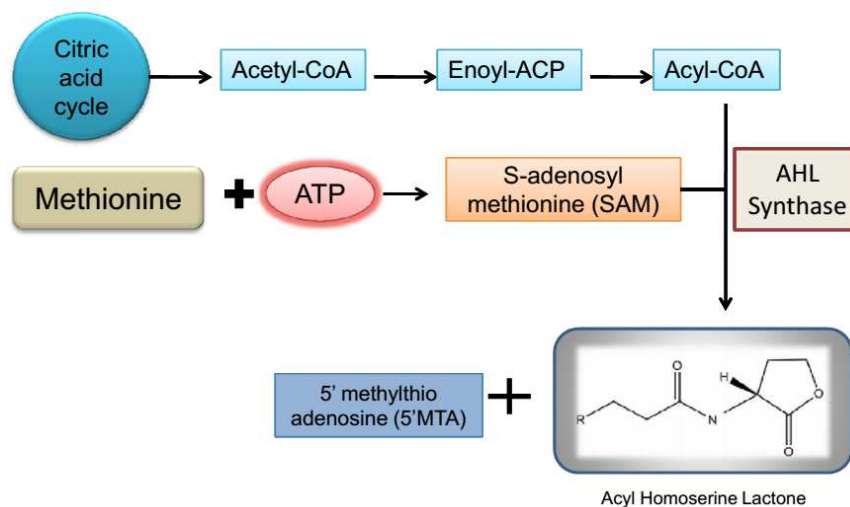 Citric
acid
cycle
Acetyl-CoA
Enoyl-ACP
Acyl-CoA
Methionine
ATP
S-adenosyl
methionine (SAM)
AHL
Synthase
5' methylthio
adenosine (5'MTA)
R
O
N
H
O
O
Acyl Homoserine Lactone